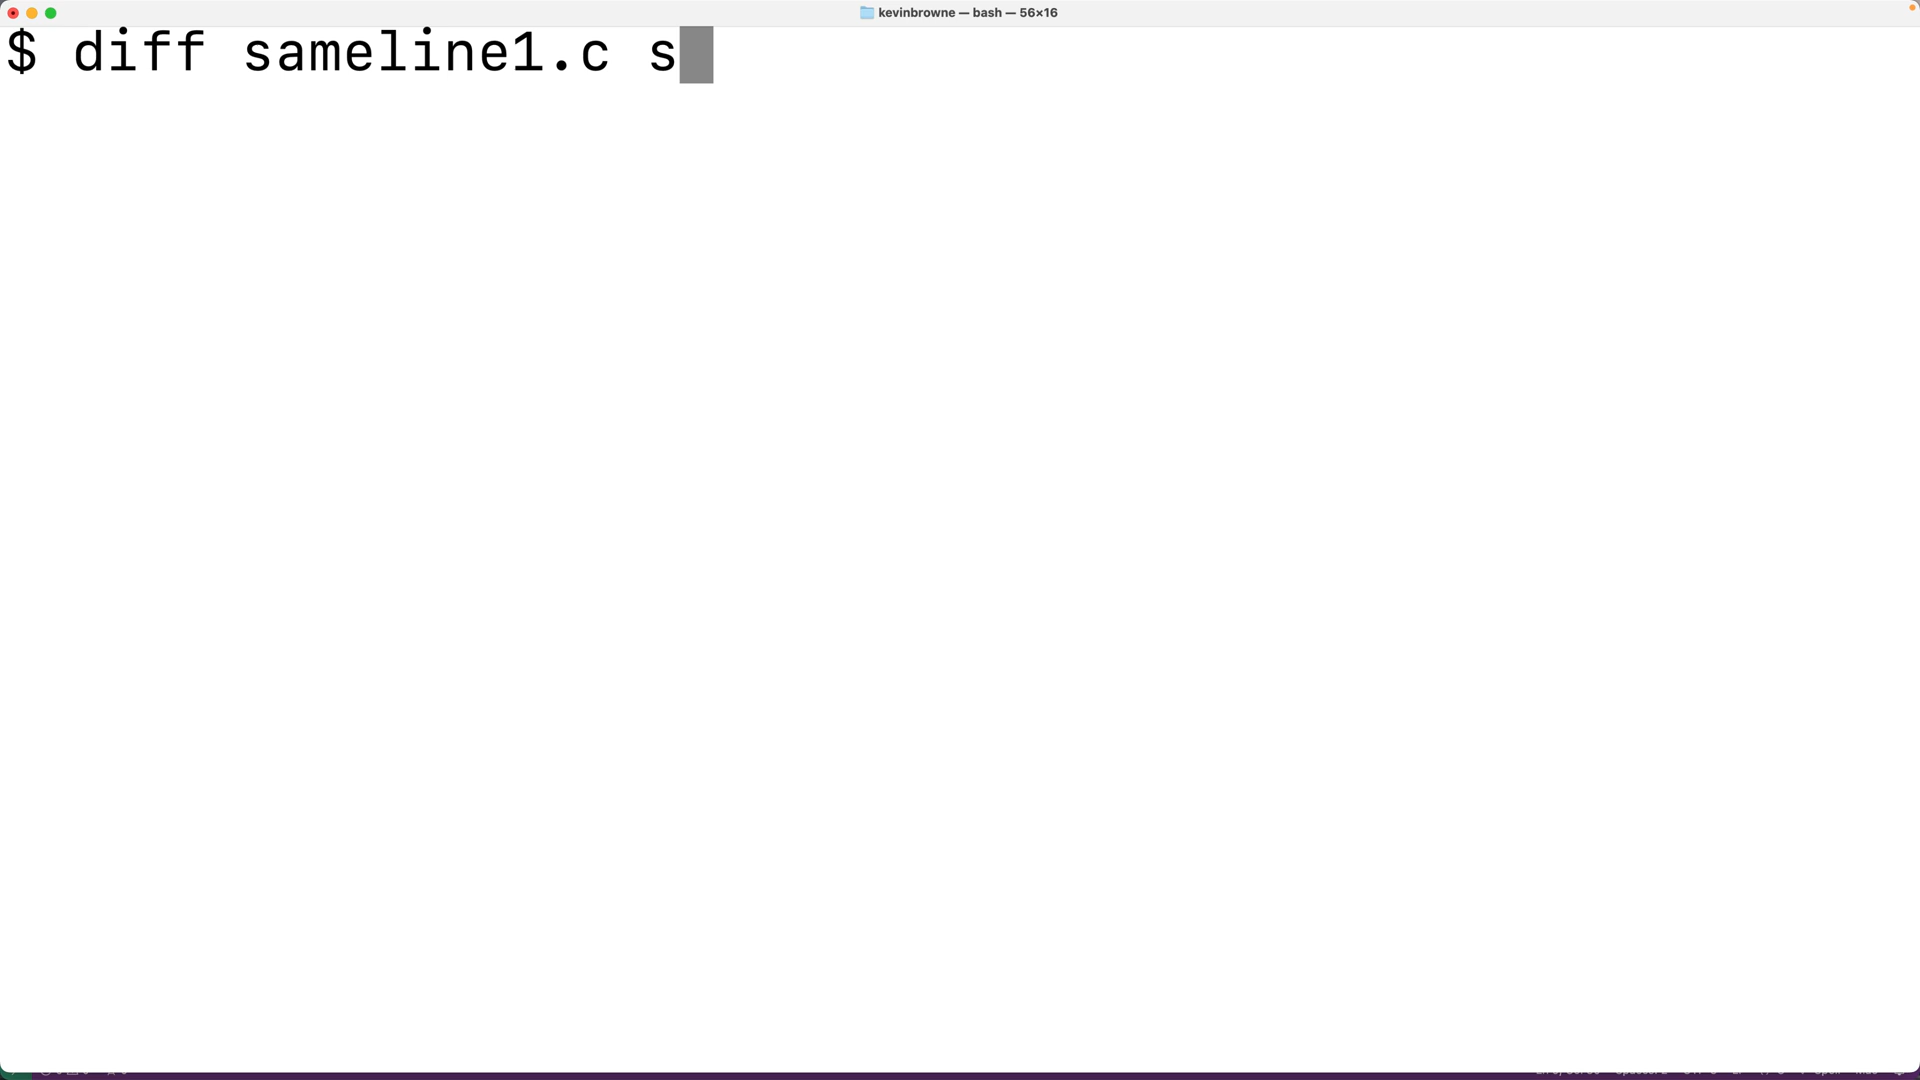 kevinbrowne — bash — 56×16
$ diff sameline1.c s